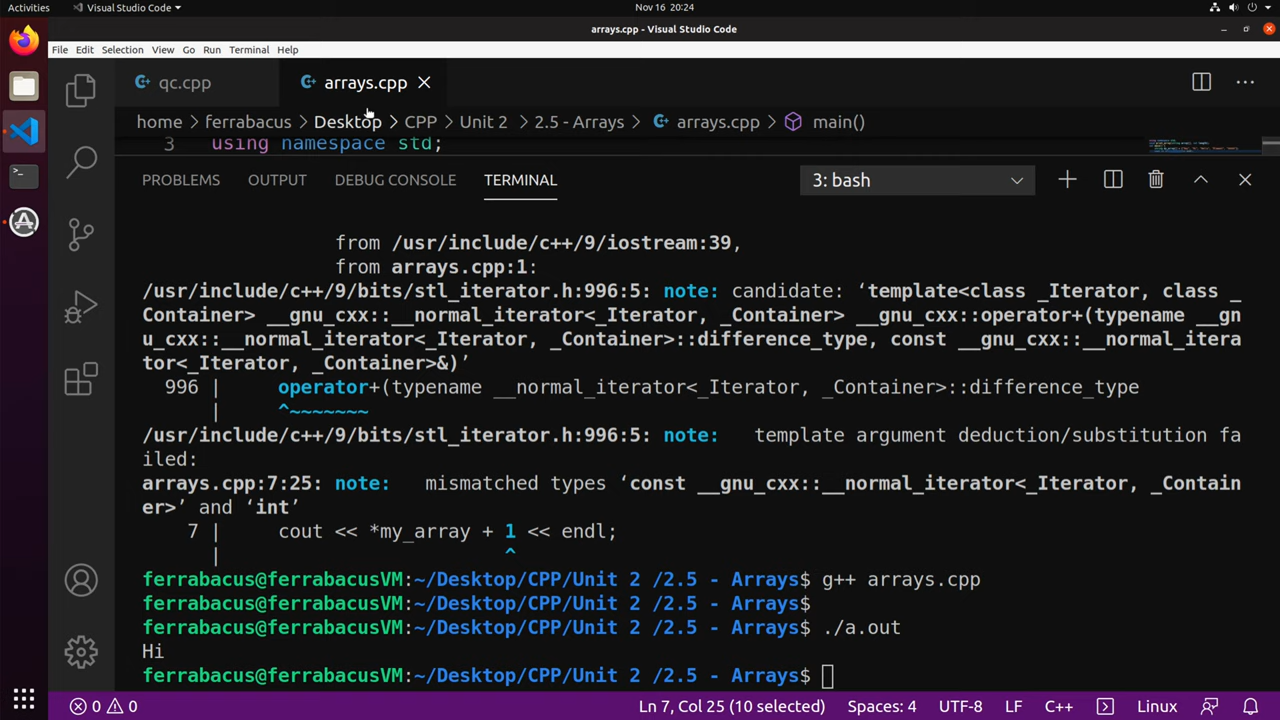 Activities
Visual Studio Code
Nov 16 20:24
arrays.cpp - Visual Studio Code
File Edit Selection View Go Run Terminal Help
qc.cpp
arrays.cpp
home > ferrabacus > Desktop > CPP > Unit 2 > 2.5 - Arrays > arrays.cpp > main()
3 using namespace std;
PROBLEMS OUTPUT DEBUG CONSOLE TERMINAL
3: bash
from /usr/include/c++/9/iostream:39,
from arrays.cpp:1:
/usr/include/c++/9/bits/stl_iterator.h:996:5: note: candidate: ‘template<class _Iterator, class _
Container> __gnu_cxx::__normal_iterator<_Iterator, _Container> __gnu_cxx::operator+(typename __gn
u_cxx::__normal_iterator<_Iterator, _Container>::difference_type, const __gnu_cxx::__normal_itera
tor<_Iterator, _Container>&)’
996 | operator+(typename __normal_iterator<_Iterator, _Container>::difference_type
| ^~~~~~~~
/usr/include/c++/9/bits/stl_iterator.h:996:5: note: template argument deduction/substitution fa
iled:
arrays.cpp:7:25: note: mismatched types ‘const __gnu_cxx::__normal_iterator<_Iterator, _Contain
er>’ and ‘int’
7 | cout << *my_array + 1 << endl;
| ^
ferrabacus@ferrabacusVM:~/Desktop/CPP/Unit 2 /2.5 - Arrays$ g++ arrays.cpp
ferrabacus@ferrabacusVM:~/Desktop/CPP/Unit 2 /2.5 - Arrays$
ferrabacus@ferrabacusVM:~/Desktop/CPP/Unit 2 /2.5 - Arrays$ ./a.out
Hi
ferrabacus@ferrabacusVM:~/Desktop/CPP/Unit 2 /2.5 - Arrays$
0 0 Ln 7, Col 25 (10 selected) Spaces: 4 UTF-8 LF C++ Linux